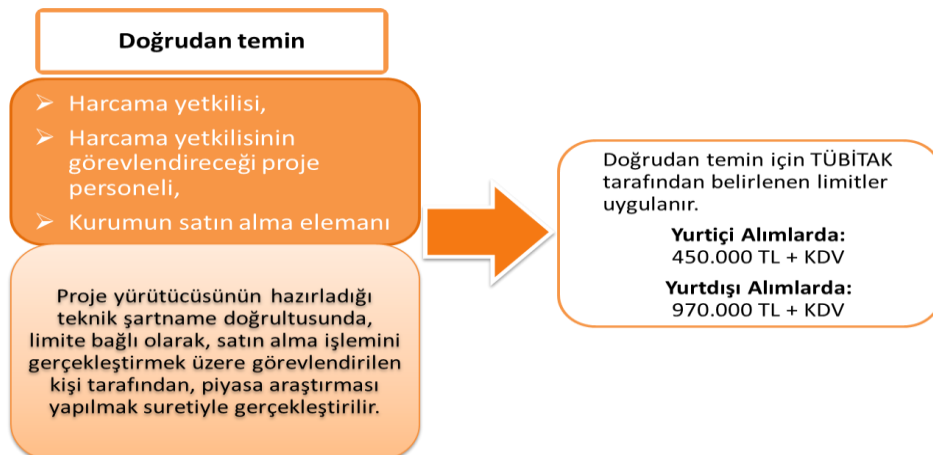 Doğrudan temin
➢ Harcama yetkilisi,
➢ Harcama yetkilisinin
görevlendireceği proje
personeli,
➢ Kurumun satın alma elemanı
Proje yürütücüsünün hazırladığı
teknik şartname doğrultusunda,
limite bağlı olarak, satın alma işlemini
gerçekleştirmek üzere görevlendirilen
kişi tarafından, piyasa araştırması
yapılmak suretiyle gerçekleştirilir.
Doğrudan temin için TÜBİTAK
tarafından belirlenen limitler
uygulanır.
Yurtiçi Alımlarda:
450.000 TL + KDV
Yurtdışı Alımlarda:
970.000 TL + KDV